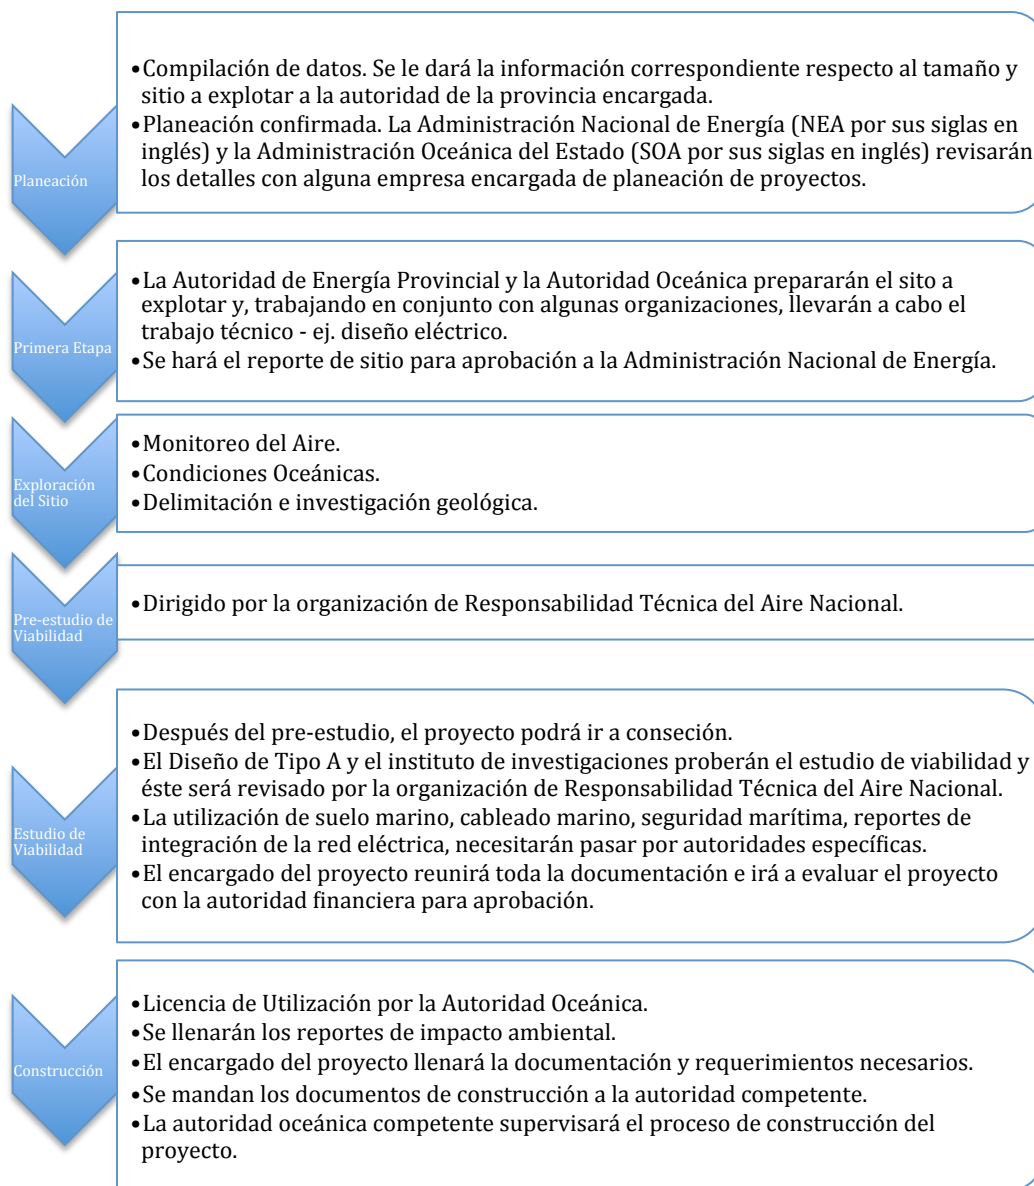 Planeación
•Compilación de datos. Se le dará la información correspondiente respecto al tamaño y
sitio a explotar a la autoridad de la provincia encargada.
•Planeación confirmada. La Administración Nacional de Energía (NEA por sus siglas en
inglés) y la Administración Oceánica del Estado (SOA por sus siglas en inglés) revisarán
los detalles con alguna empresa encargada de planeación de proyectos.
Primera Etapa
•La Autoridad de Energía Provincial y la Autoridad Oceánica prepararán el sito a
explotar y, trabajando en conjunto con algunas organizaciones, llevarán a cabo el
trabajo técnico - ej. diseño eléctrico.
•Se hará el reporte de sitio para aprobación a la Administración Nacional de Energía.
Exploración
del Sitio
•Monitoreo del Aire.
•Condiciones Oceánicas.
•Delimitación e investigación geológica.
Pre-estudio de
Viabilidad
•Dirigido por la organización de Responsabilidad Técnica del Aire Nacional.
Estudio de
Viabilidad
•Después del pre-estudio, el proyecto podrá ir a conseción.
•El Diseño de Tipo A y el instituto de investigaciones proberán el estudio de viabilidad y
éste será revisado por la organización de Responsabilidad Técnica del Aire Nacional.
•La utilización de suelo marino, cableado marino, seguridad marítima, reportes de
integración de la red eléctrica, necesitarán pasar por autoridades específicas.
•El encargado del proyecto reunirá toda la documentación e irá a evaluar el proyecto
con la autoridad financiera para aprobación.
Construcción
•Licencia de Utilización por la Autoridad Oceánica.
•Se llenarán los reportes de impacto ambiental.
•El encargado del proyecto llenará la documentación y requerimientos necesarios.
•Se mandan los documentos de construcción a la autoridad competente.
•La autoridad oceánica competente supervisará el proceso de construcción del
proyecto.